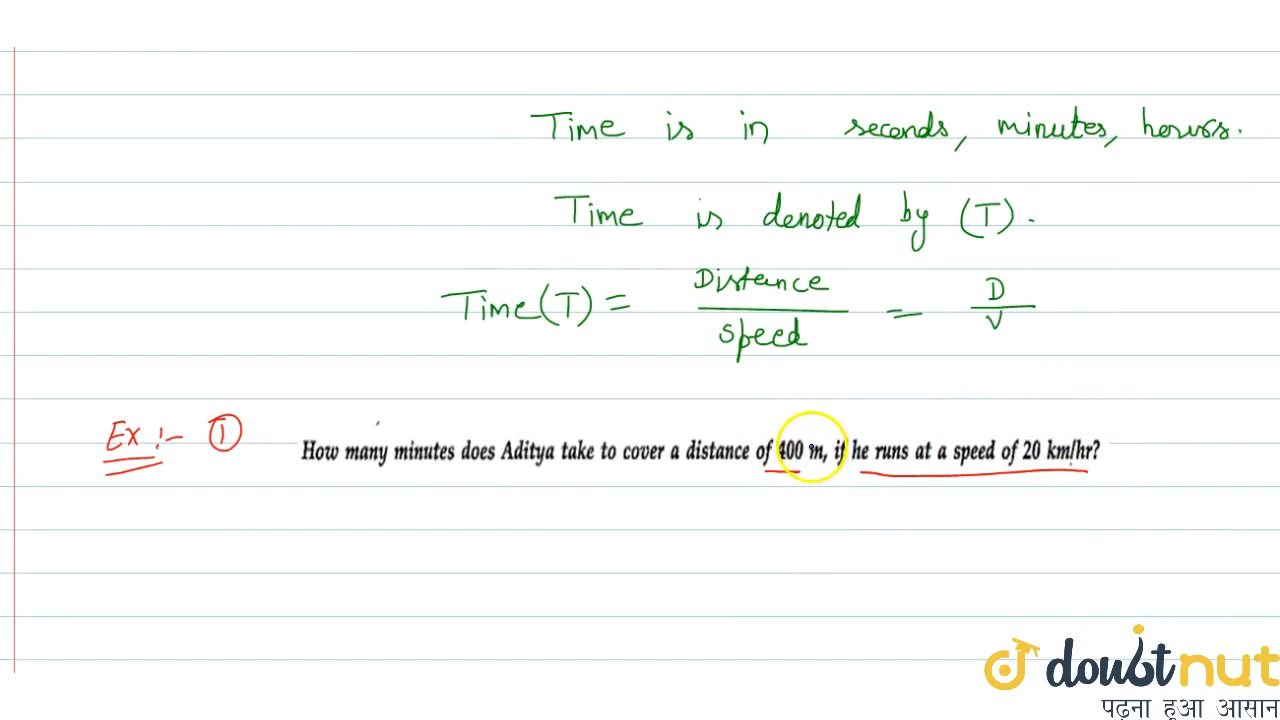 Time is in seconds, minutes, hours.
Time is denoted by (T).
Time (T) = Distance / speed = D / V
Ex :- ①
How many minutes does Aditya take to cover a distance of 400 m, if he runs at a speed of 20 km/hr?
doubtnut
पढ़ना हुआ आसान